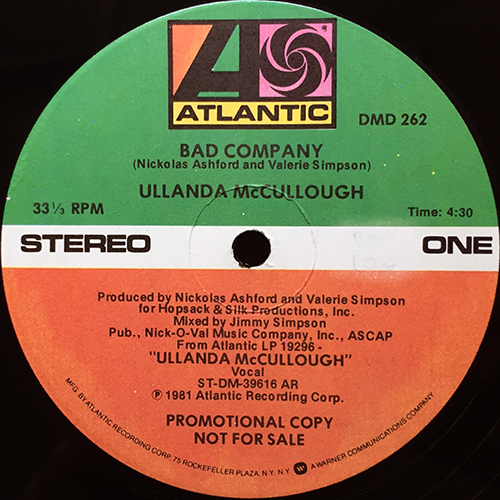 ATLANTIC
DMD 262
BAD COMPANY
(Nickolas Ashford and Valerie Simpson)
ULLANDA McCULLOUGH
33⅓ RPM
Time: 4:30
STEREO
ONE
Produced by Nickolas Ashford and Valerie Simpson
for Hopsack & Silk Productions, Inc.
Mixed by Jimmy Simpson
Pub., Nick-O-Val Music Company, Inc., ASCAP
From Atlantic LP 19296 -
"ULLANDA McCULLOUGH"
Vocal
ST-DM-39616 AR
Ⓟ 1981 Atlantic Recording Corp.
PROMOTIONAL COPY
NOT FOR SALE
MFG. BY ATLANTIC RECORDING CORP. 75 ROCKEFELLER PLAZA, N.Y. N.Y. A WARNER COMMUNICATIONS COMPANY